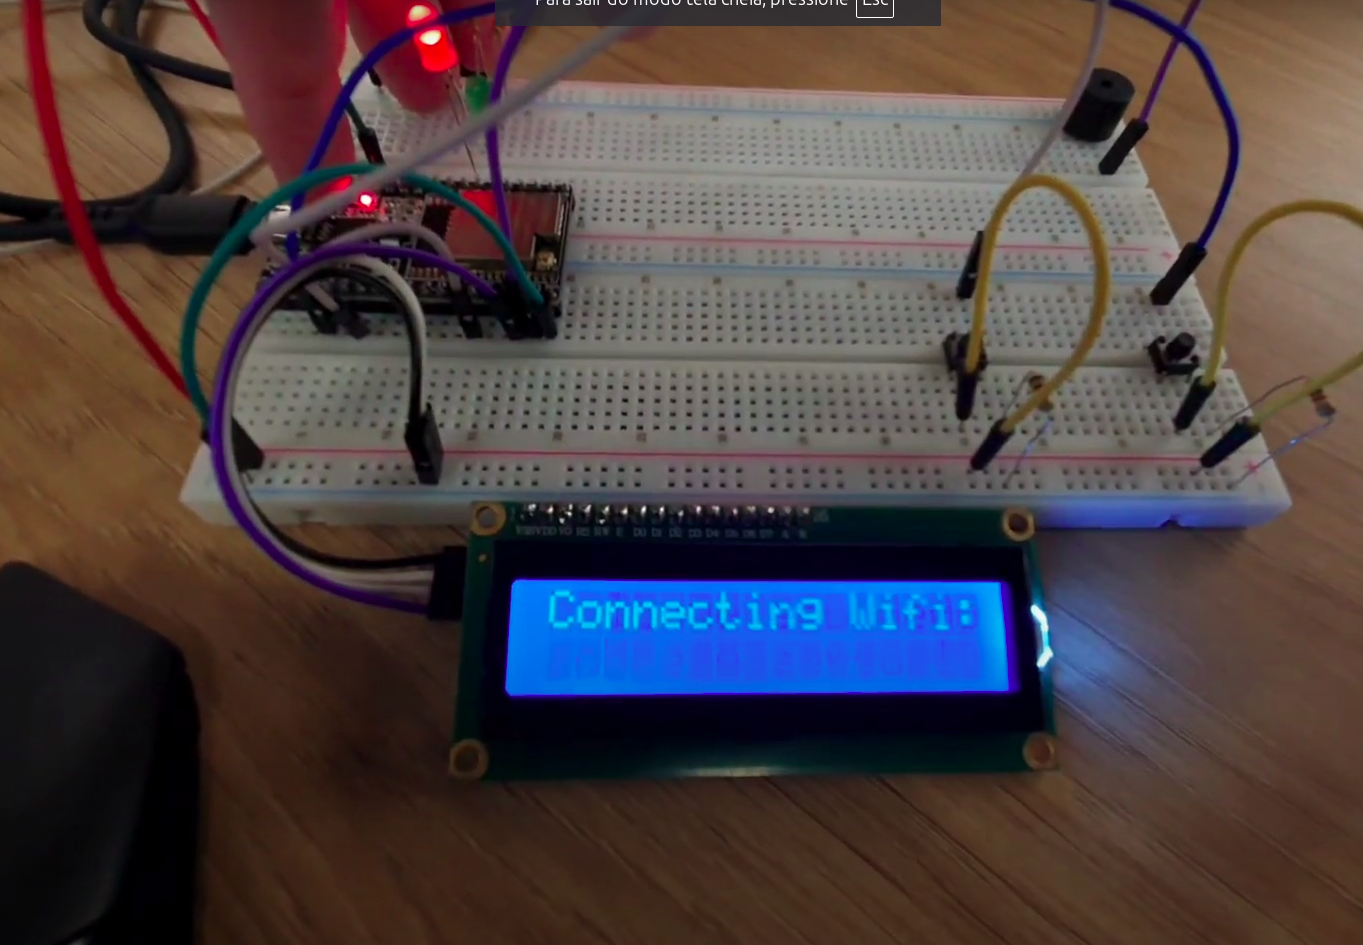 Para sair do modo tela cheia, pressione Esc
VSS VDD VO RS RW E D0 D1 D2 D3 D4 D5 D6 D7 A K
Connecting Wifi: